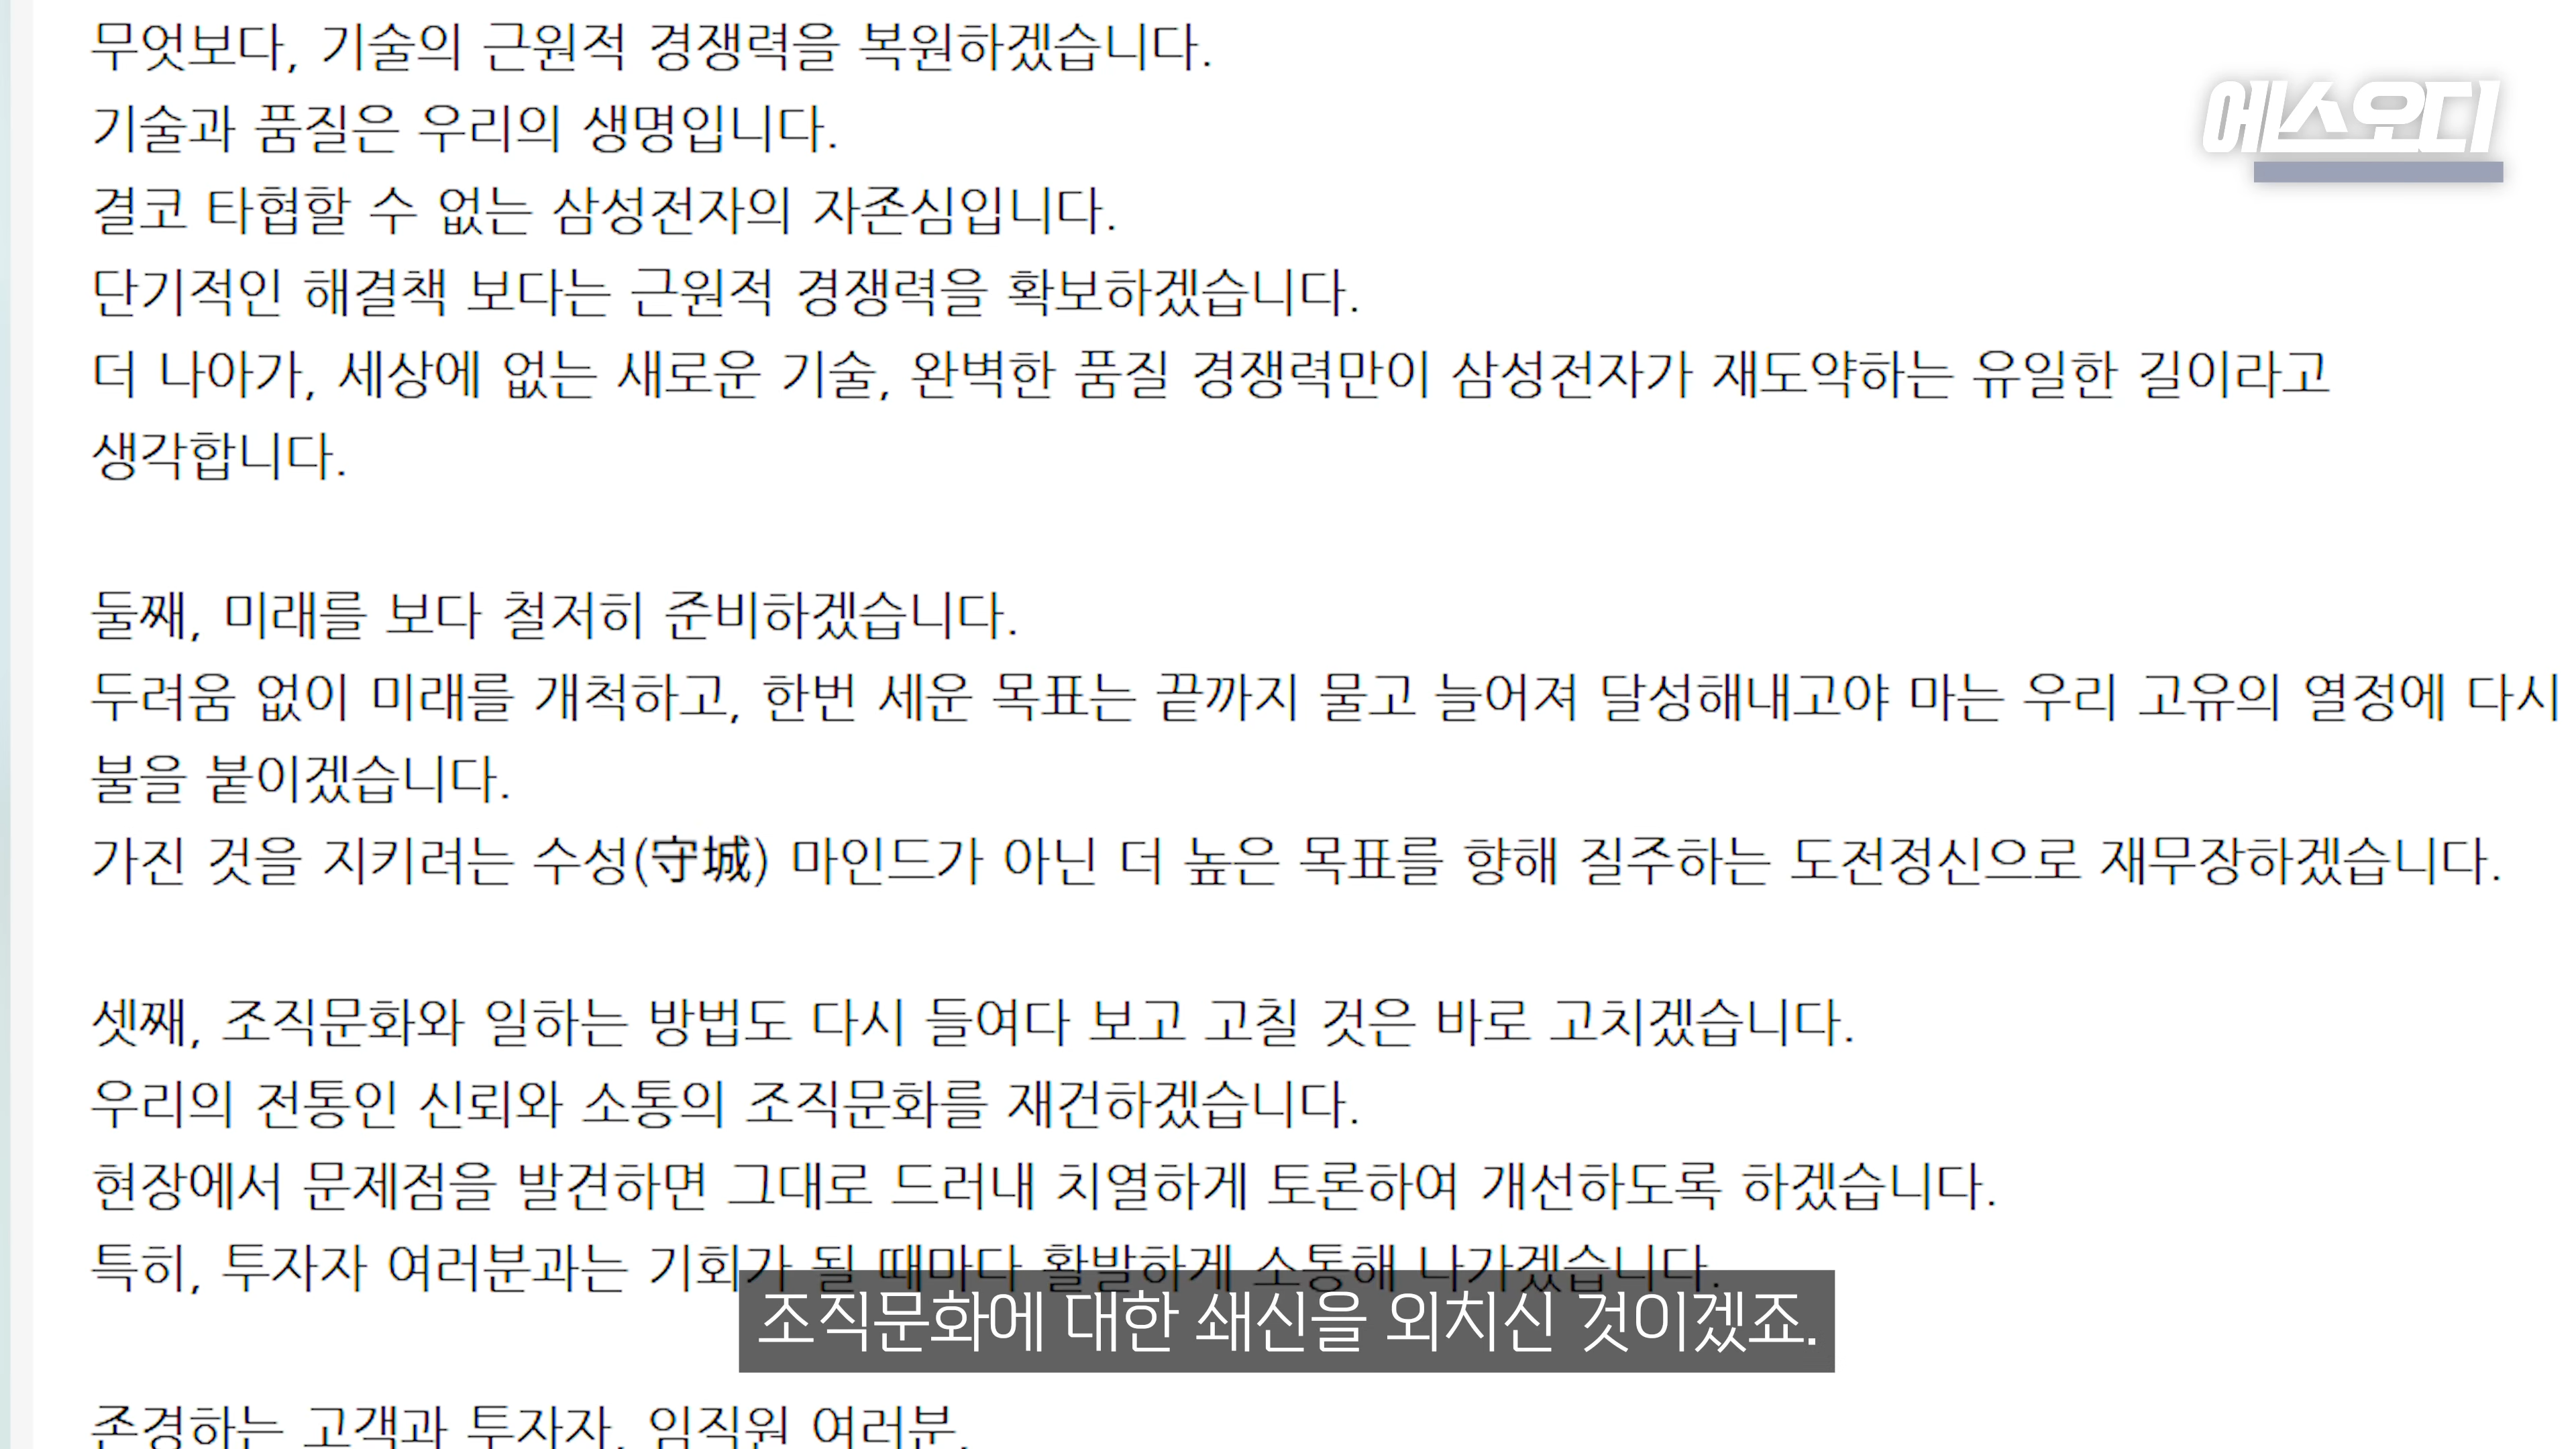 무엇보다, 기술의 근원적 경쟁력을 복원하겠습니다.
에스오디
기술과 품질은 우리의 생명입니다.
결코 타협할 수 없는 삼성전자의 자존심입니다.
단기적인 해결책 보다는 근원적 경쟁력을 확보하겠습니다.
더 나아가, 세상에 없는 새로운 기술, 완벽한 품질 경쟁력만이 삼성전자가 재도약하는 유일한 길이라고
생각합니다.
둘째, 미래를 보다 철저히 준비하겠습니다.
두려움 없이 미래를 개척하고, 한번 세운 목표는 끝까지 물고 늘어져 달성해내고야 마는 우리 고유의 열정에 다시
불을 붙이겠습니다.
가진 것을 지키려는 수성(守城) 마인드가 아닌 더 높은 목표를 향해 질주하는 도전정신으로 재무장하겠습니다.
셋째, 조직문화와 일하는 방법도 다시 들여다 보고 고칠 것은 바로 고치겠습니다.
우리의 전통인 신뢰와 소통의 조직문화를 재건하겠습니다.
현장에서 문제점을 발견하면 그대로 드러내 치열하게 토론하여 개선하도록 하겠습니다.
특히, 투자자 여러분과는 기회가 될 때마다 활발하게 소통해 나가겠습니다.
조직문화에 대한 쇄신을 외치신 것이겠죠.
존경하는 고객과 투자자, 임직원 여러분,